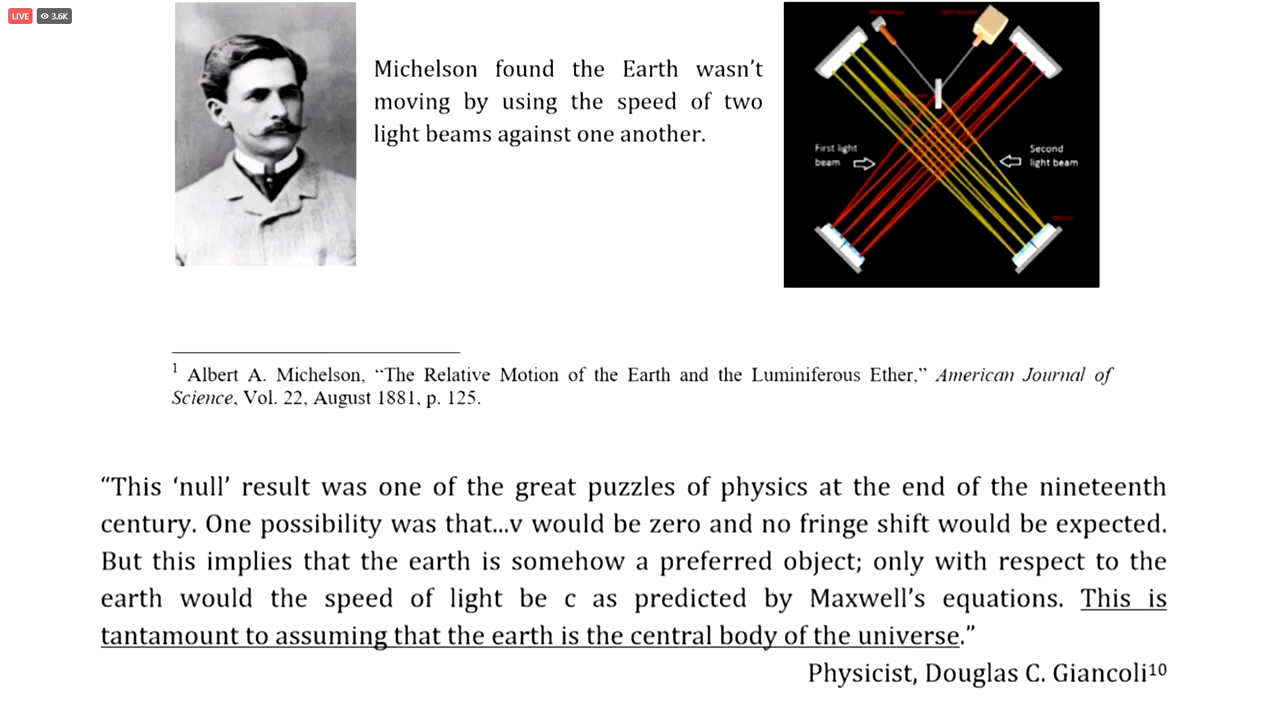 LIVE 3.6K
Michelson found the Earth wasn't
moving by using the speed of two
light beams against one another.
First light
beam
Second
light beam
1 Albert A. Michelson, “The Relative Motion of the Earth and the Luminiferous Ether,” American Journal of
Science, Vol. 22, August 1881, p. 125.
“This ‘null’ result was one of the great puzzles of physics at the end of the nineteenth
century. One possibility was that...v would be zero and no fringe shift would be expected.
But this implies that the earth is somehow a preferred object; only with respect to the
earth would the speed of light be c as predicted by Maxwell’s equations. This is
tantamount to assuming that the earth is the central body of the universe.”
Physicist, Douglas C. Giancoli10